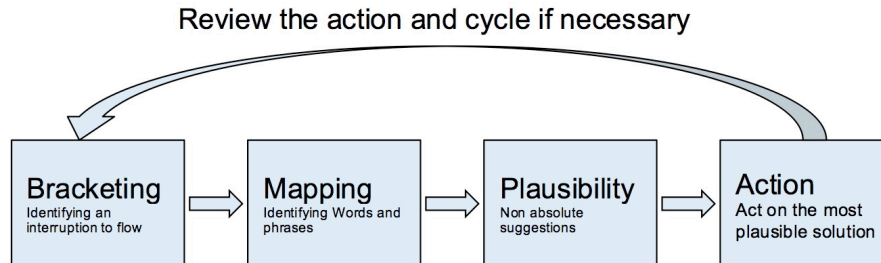 Review the action and cycle if necessary
Bracketing
Identifying an
interruption to flow
Mapping
Identifying Words and
phrases
Plausibility
Non absolute
suggestions
Action
Act on the most
plausible solution